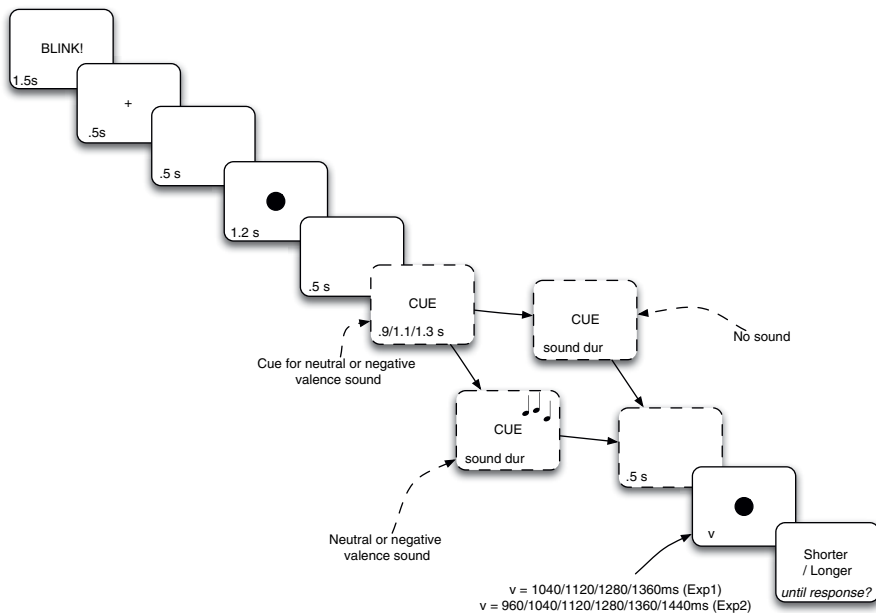 BLINK!
1.5s
+
.5s
.5 s
1.2 s
.5 s
CUE
.9/1.1/1.3 s
CUE
sound dur
No sound
Cue for neutral or negative
valence sound
CUE
sound dur
.5 s
Neutral or negative
valence sound
v
Shorter
/ Longer
until response?
v = 1040/1120/1280/1360ms (Exp1)
v = 960/1040/1120/1280/1360/1440ms (Exp2)